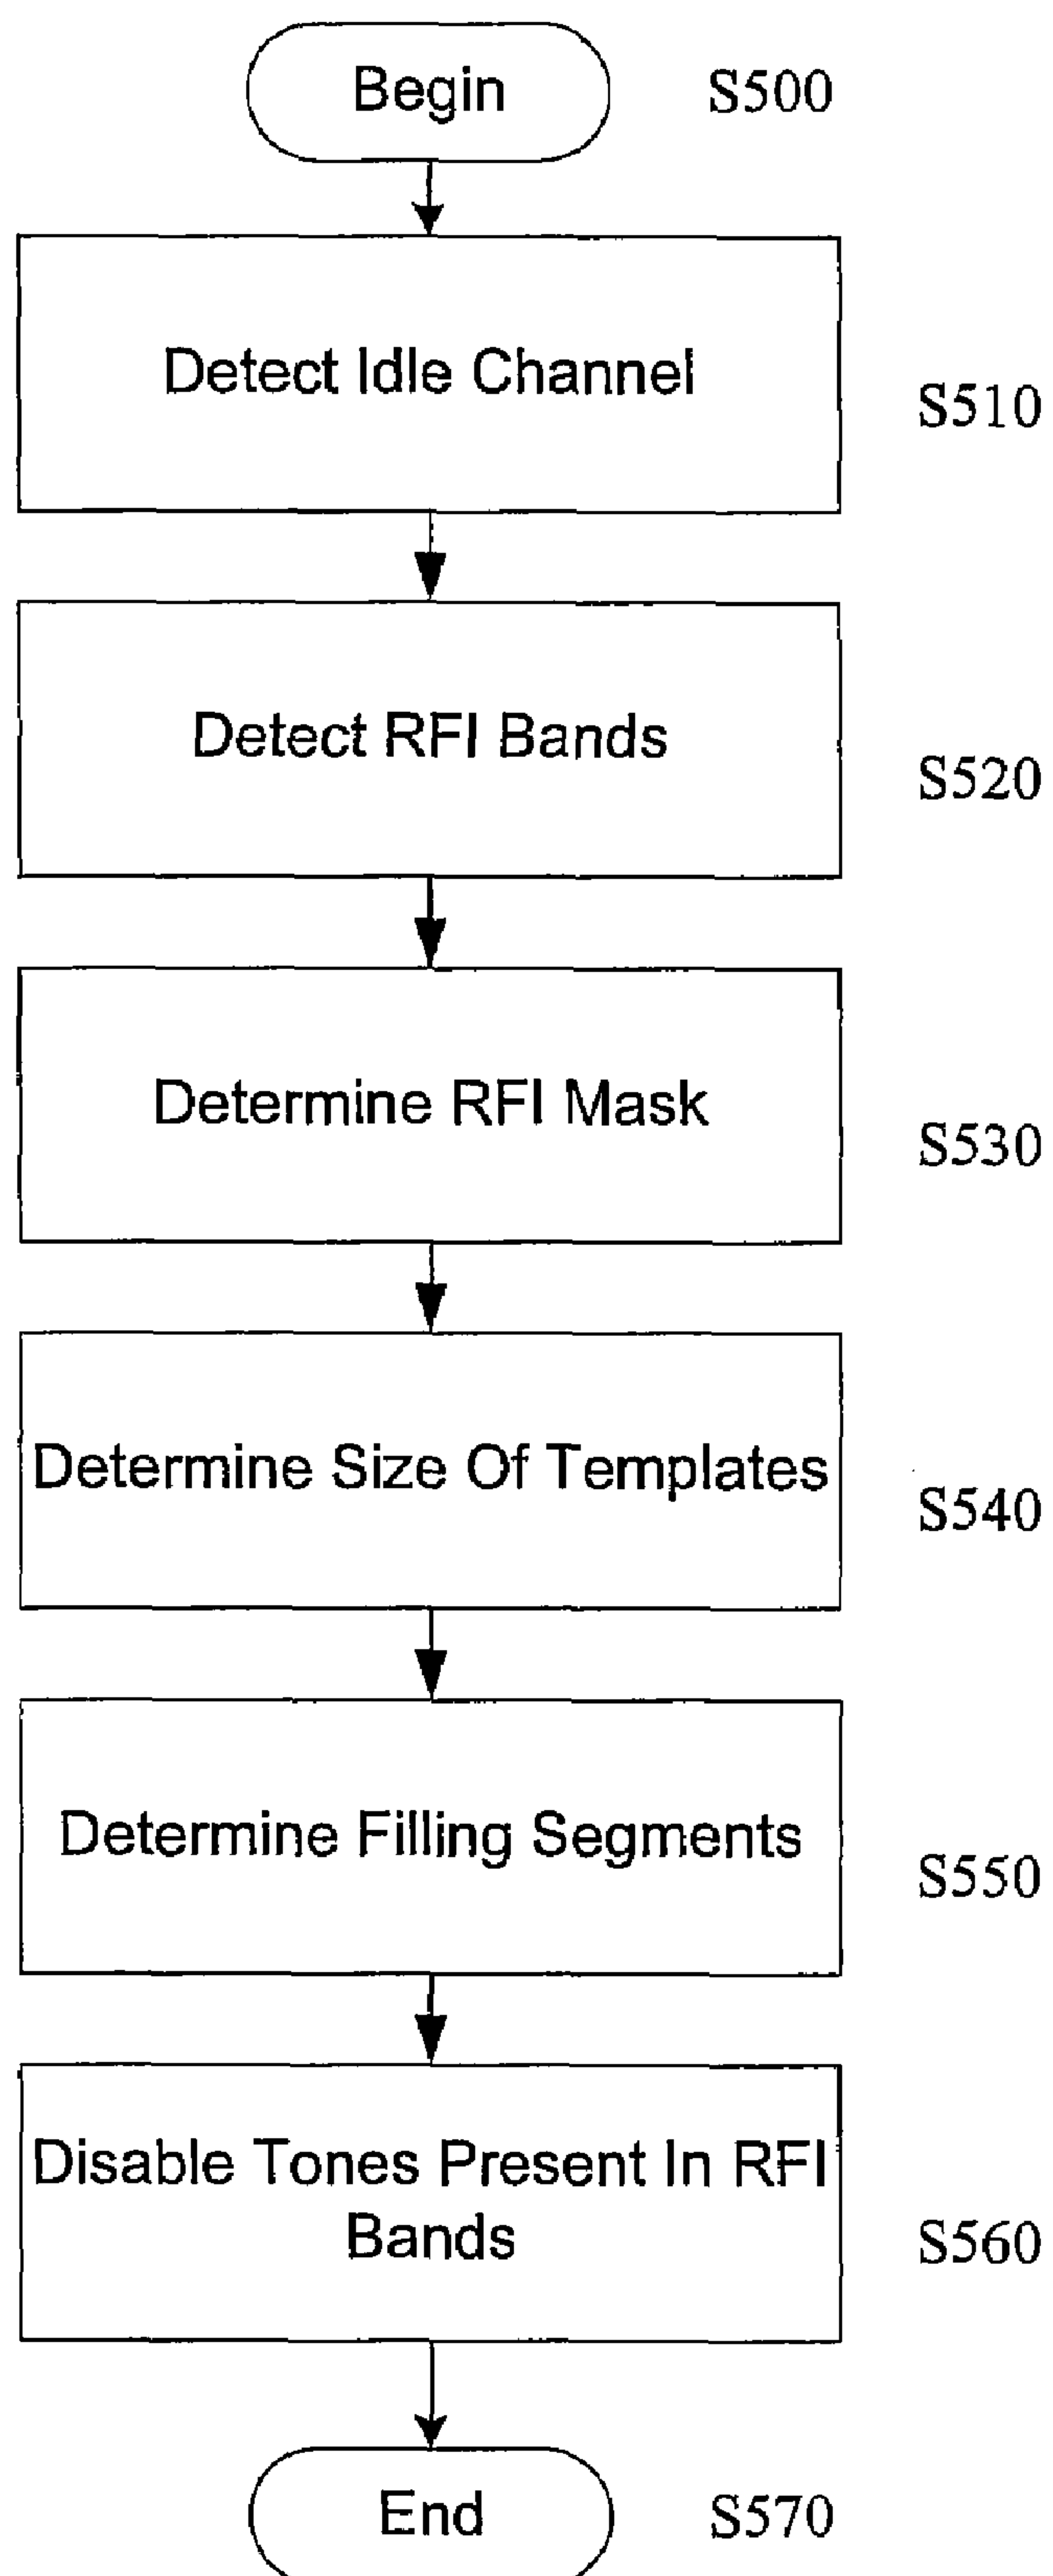 Begin S500
Detect Idle Channel
S510
Detect RFI Bands
S520
Determine RFI Mask
S530
Determine Size Of Templates
S540
Determine Filling Segments
S550
Disable Tones Present In RFI
Bands
S560
End S570